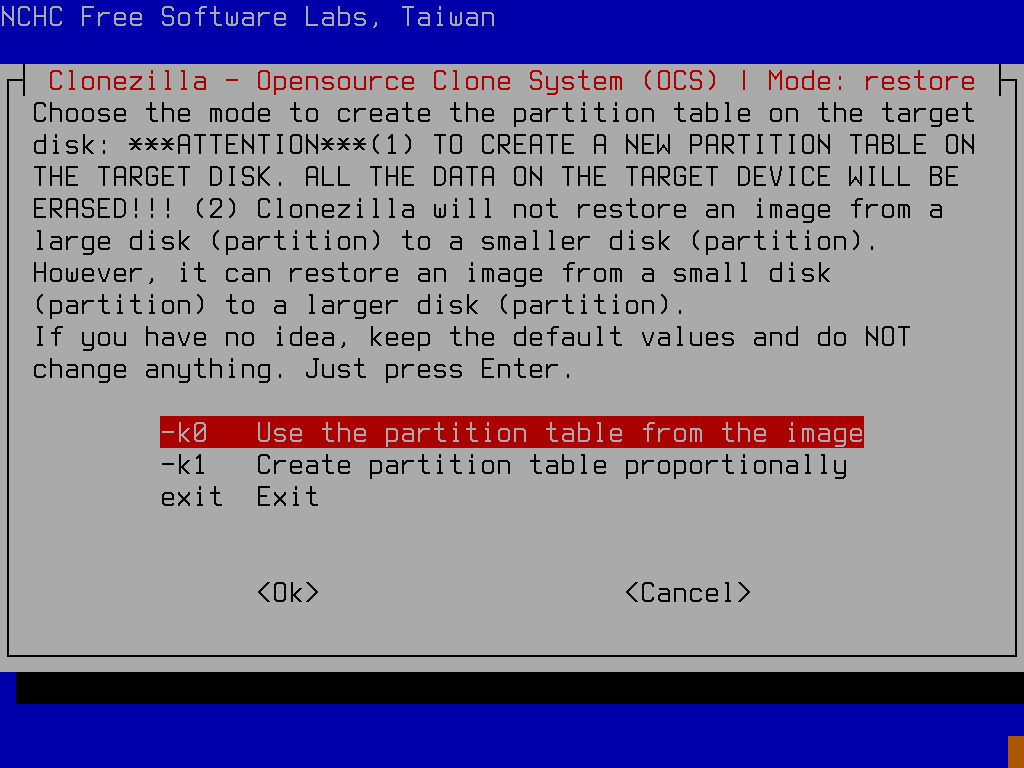 NCHC Free Software Labs, Taiwan
Clonezilla - Opensource Clone System (OCS) | Mode: restore
Choose the mode to create the partition table on the target
disk: ***ATTENTION***(1) TO CREATE A NEW PARTITION TABLE ON
THE TARGET DISK. ALL THE DATA ON THE TARGET DEVICE WILL BE
ERASED!!! (2) Clonezilla will not restore an image from a
large disk (partition) to a smaller disk (partition).
However, it can restore an image from a small disk
(partition) to a larger disk (partition).
If you have no idea, keep the default values and do NOT
change anything. Just press Enter.
-k0 Use the partition table from the image
-k1 Create partition table proportionally
exit Exit
<Ok> <Cancel>